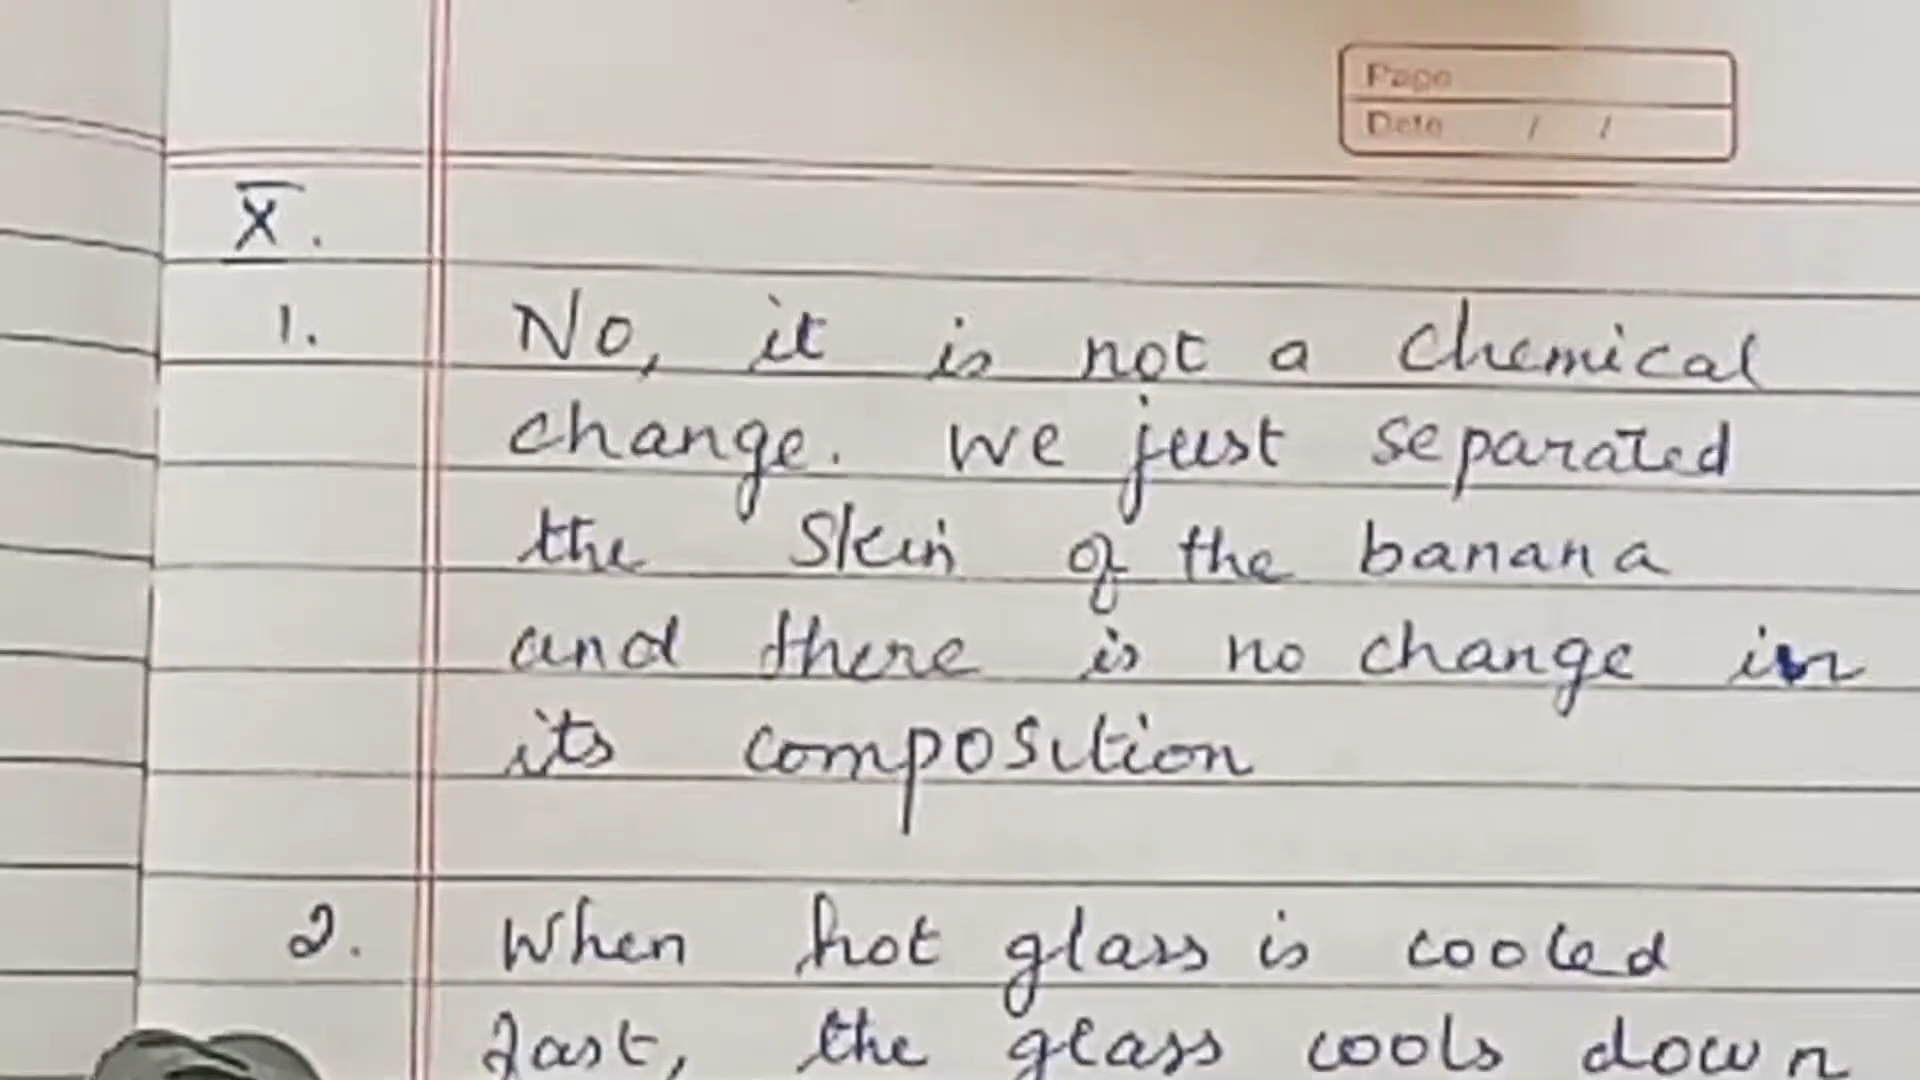 Page
Date / /
X.
1. No, it is not a chemical
change. we just separated
the skin of the banana
and there is no change in
its composition
2. When hot glass is cooled
fast, the glass cools down